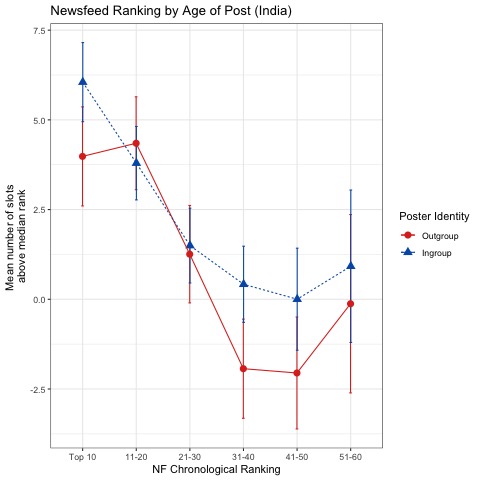 Newsfeed Ranking by Age of Post (India)
7.5
5.0
2.5
0.0
-2.5
Mean number of slots
above median rank
Top 10
11-20
21-30
31-40
41-50
51-60
NF Chronological Ranking
Poster Identity
Outgroup
Ingroup